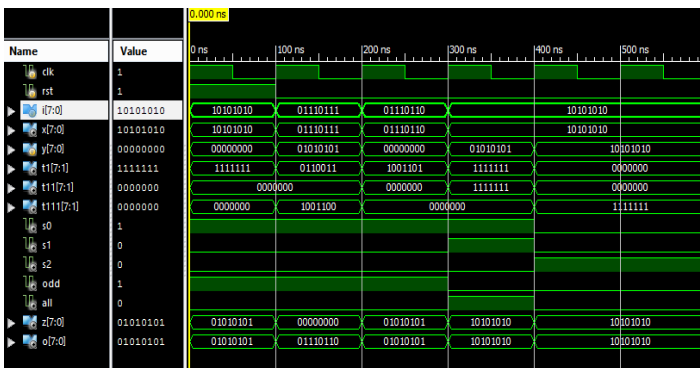 0.000 ns
Name Value 0 ns 100 ns 200 ns 300 ns 400 ns 500 ns
clk 1
rst 1
i[7:0] 10101010 10101010 01110111 01110110 10101010
x[7:0] 10101010 10101010 01110111 01110110 10101010
y[7:0] 00000000 00000000 01010101 00000000 01010101 10101010
t1[7:1] 1111111 1111111 0110011 1001101 1111111 0000000
t11[7:1] 0000000 0000000 0000000 1111111 0000000
t111[7:1] 0000000 0000000 1001100 0000000 1111111
s0 1
s1 0
s2 0
odd 1
all 0
z[7:0] 01010101 01010101 00000000 01010101 10101010 10101010
o[7:0] 01010101 01010101 01110110 01010101 10101010 10101010